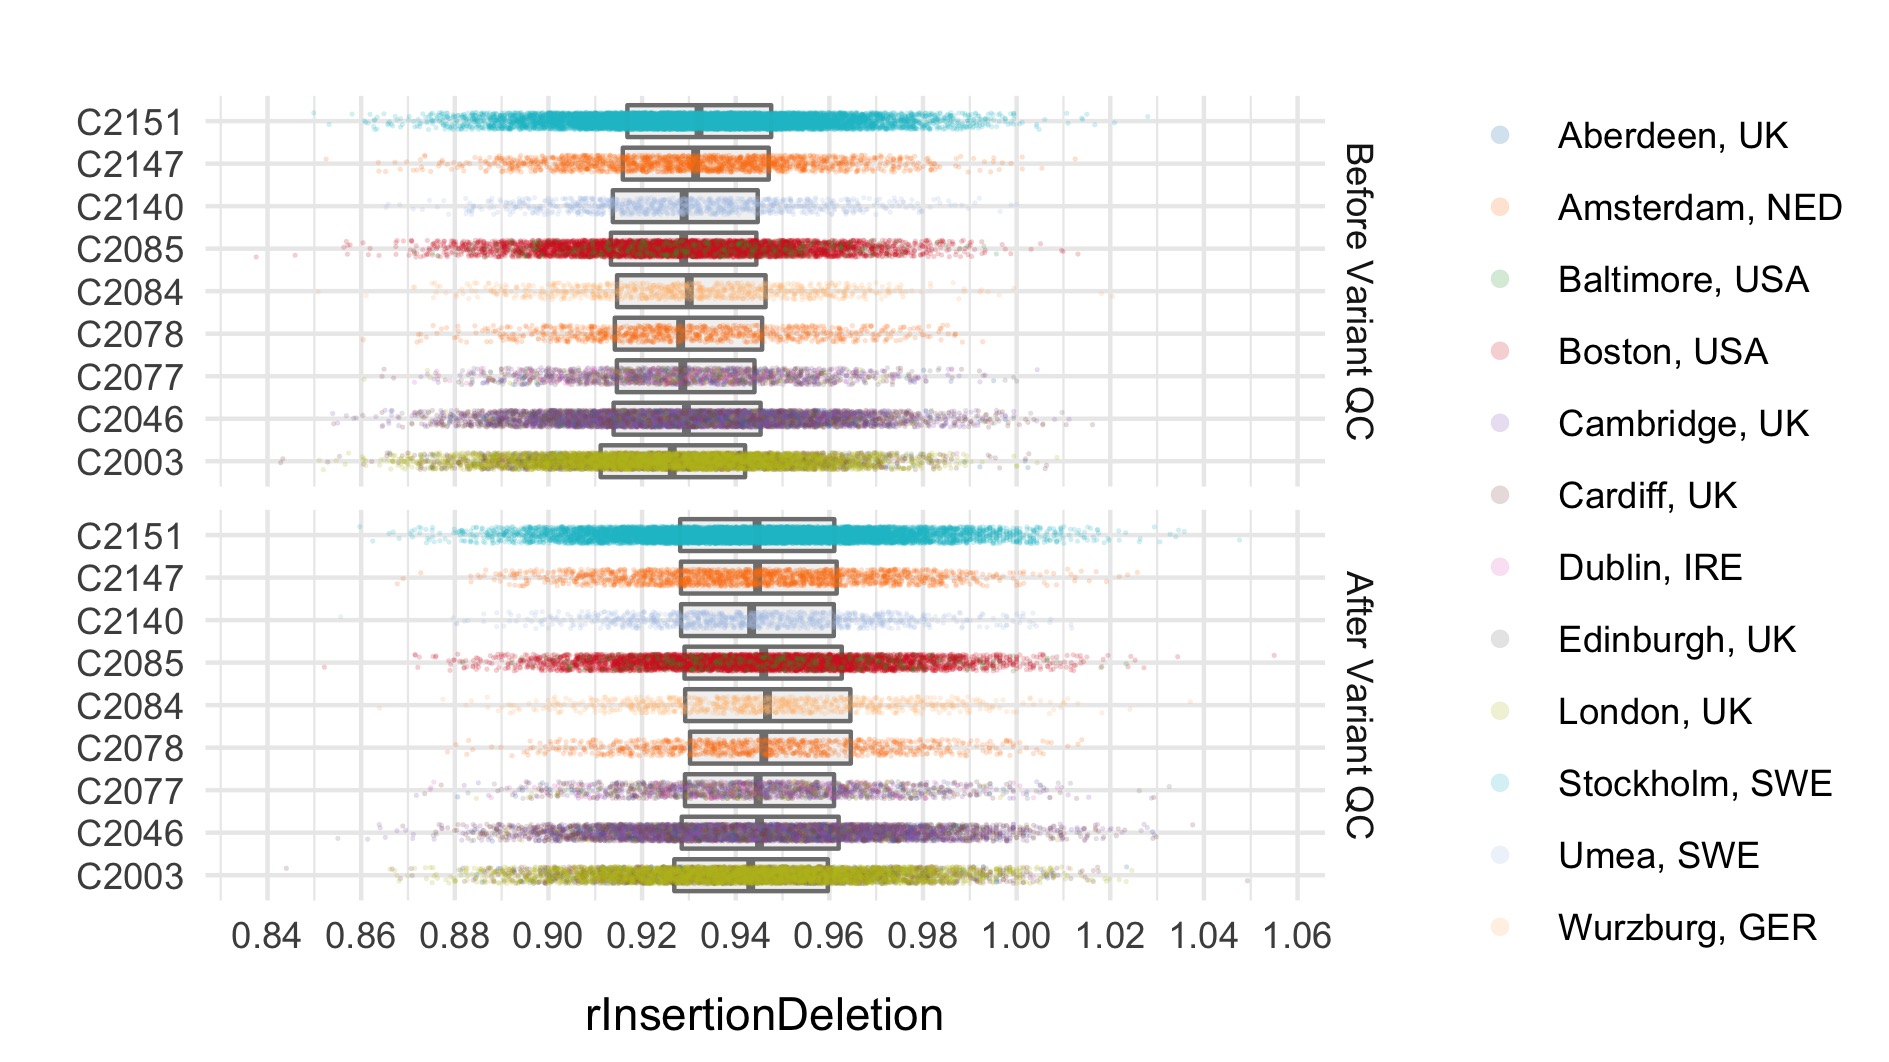 C2151
C2147
C2140
C2085
C2084
C2078
C2077
C2046
C2003
Before Variant QC
C2151
C2147
C2140
C2085
C2084
C2078
C2077
C2046
C2003
After Variant QC
0.84 0.86 0.88 0.90 0.92 0.94 0.96 0.98 1.00 1.02 1.04 1.06
rInsertionDeletion
Aberdeen, UK
Amsterdam, NED
Baltimore, USA
Boston, USA
Cambridge, UK
Cardiff, UK
Dublin, IRE
Edinburgh, UK
London, UK
Stockholm, SWE
Umea, SWE
Wurzburg, GER